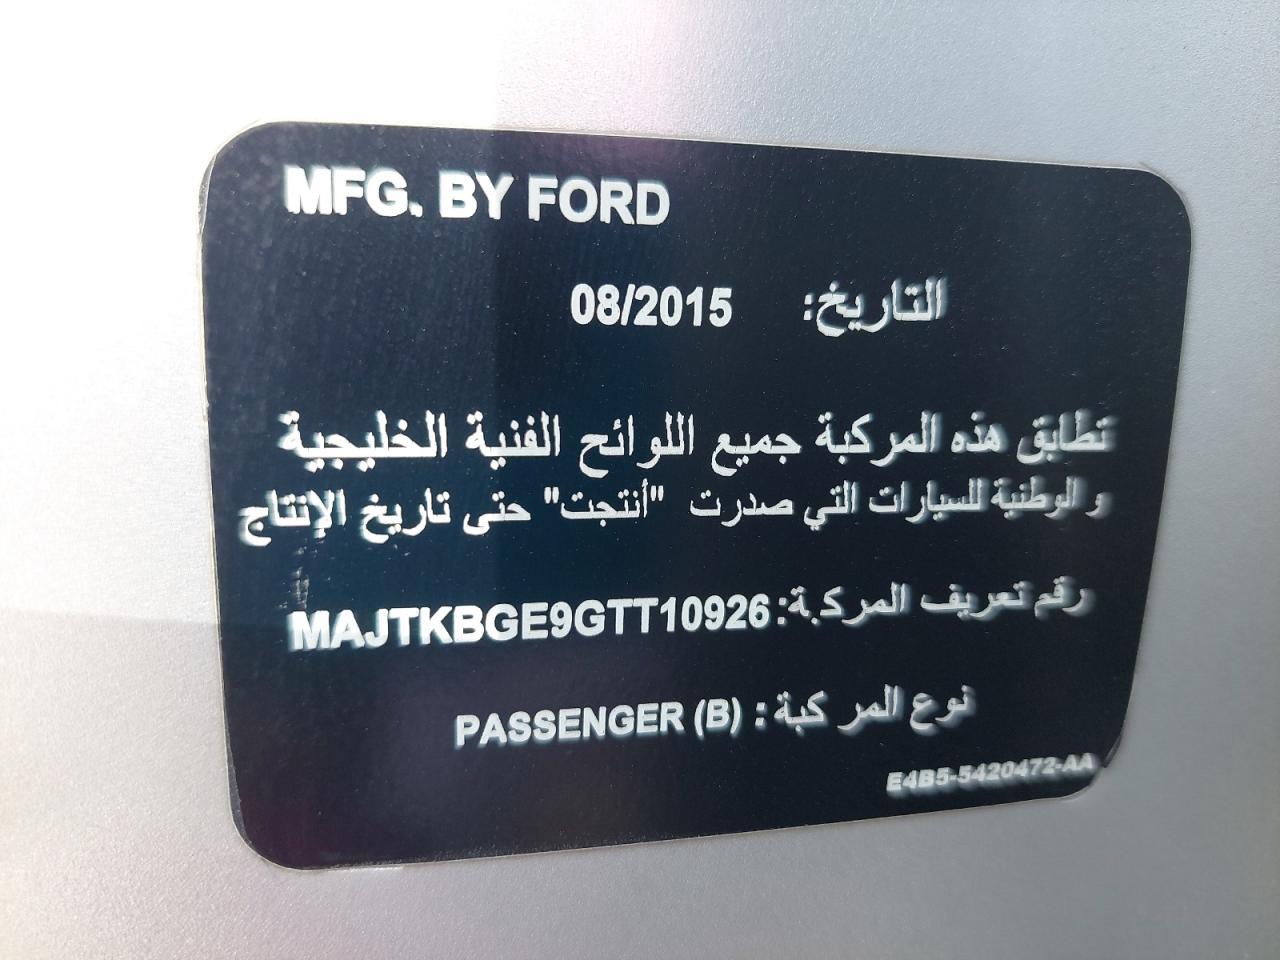 MFG. BY FORD
التاريخ: 08/2015
تطابق هذه المركبة جميع اللوائح الفنية الخليجية
و الوطنية للسيارات التي صدرت "أنتجت" حتى تاريخ الإنتاج
رقم تعريف المركبة: MAJTKBGE9GTT10926
نوع المركبة : PASSENGER (B)
E4B5-5420472-AA